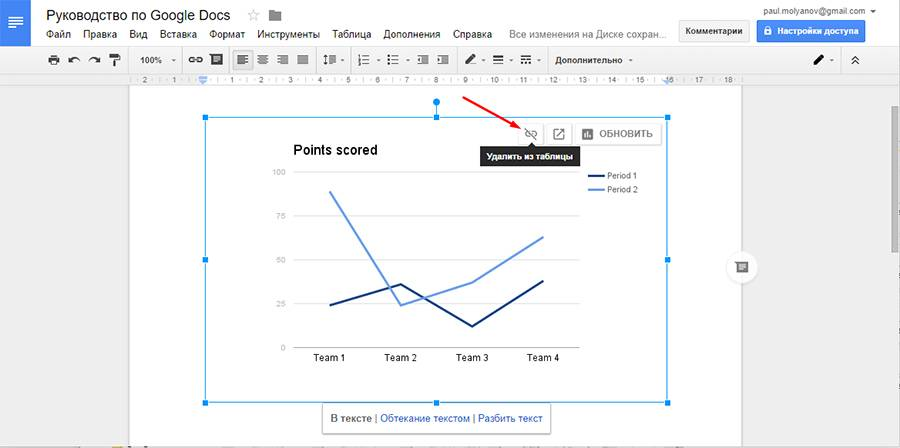 Руководство по Google Docs
paul.molyanov@gmail.com
Файл Правка Вид Вставка Формат Инструменты Таблица Дополнения Справка Все изменения на Диске сохран...
Комментарии
Настройки доступа
100% Дополнительно
2 1 1 2 3 4 5 6 7 8 9 10 11 12 13 14 15 16 17 18
ОБНОВИТЬ
Удалить из таблицы
Points scored
Period 1
Period 2
100
75
50
25
0
Team 1 Team 2 Team 3 Team 4
В тексте | Обтекание текстом | Разбить текст